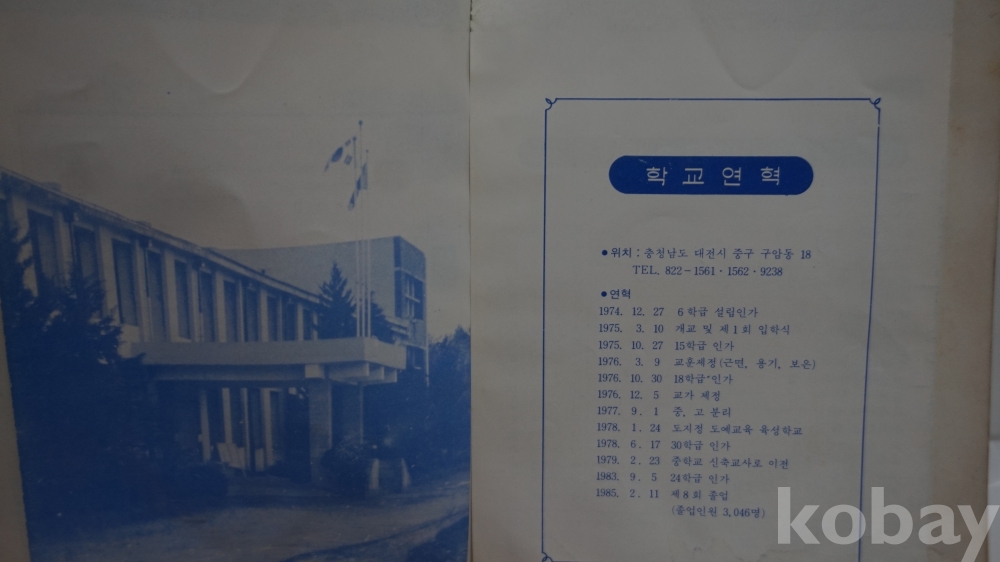 학교연혁
●위치 : 충청남도 대전시 중구 구암동 18
TEL. 822-1561·1562·9238
●연혁
1974. 12. 27 6학급 설립인가
1975. 3. 10 개교 및 제1회 입학식
1975. 10. 27 15학급 인가
1976. 3. 9 교훈제정(근면, 용기, 보은)
1976. 10. 30 18학급 인가
1976. 12. 5 교가 제정
1977. 9. 1 중, 고 분리
1978. 1. 24 도지정 도예교육 육성학교
1978. 6. 17 30학급 인가
1979. 2. 23 중학교 신축교사로 이전
1983. 9. 5 24학급 인가
1985. 2. 11 제8회 졸업
(졸업인원 3,046명)
kobay